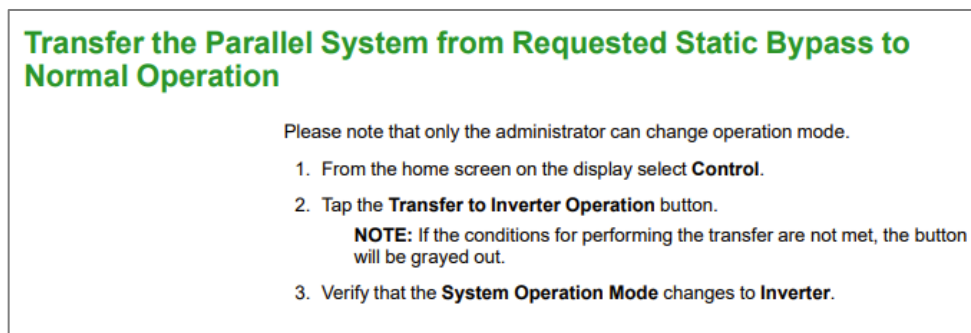 Transfer the Parallel System from Requested Static Bypass to
Normal Operation
Please note that only the administrator can change operation mode.
1. From the home screen on the display select Control.
2. Tap the Transfer to Inverter Operation button.
NOTE: If the conditions for performing the transfer are not met, the button
will be grayed out.
3. Verify that the System Operation Mode changes to Inverter.